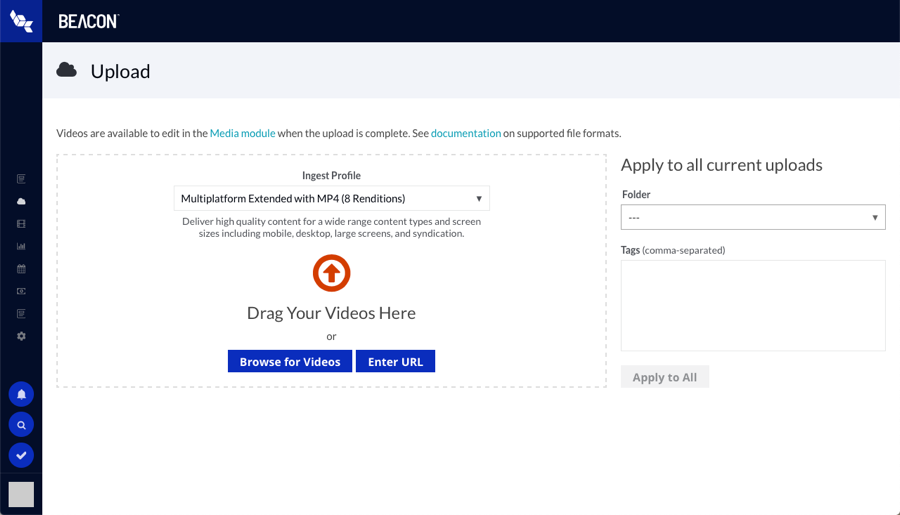 BEACON
Upload
Videos are available to edit in the Media module when the upload is complete. See documentation on supported file formats.
Ingest Profile
Multiplatform Extended with MP4 (8 Renditions)
Deliver high quality content for a wide range content types and screen
sizes including mobile, desktop, large screens, and syndication.
Drag Your Videos Here
or
Browse for Videos Enter URL
Apply to all current uploads
Folder
---
Tags (comma-separated)
Apply to All